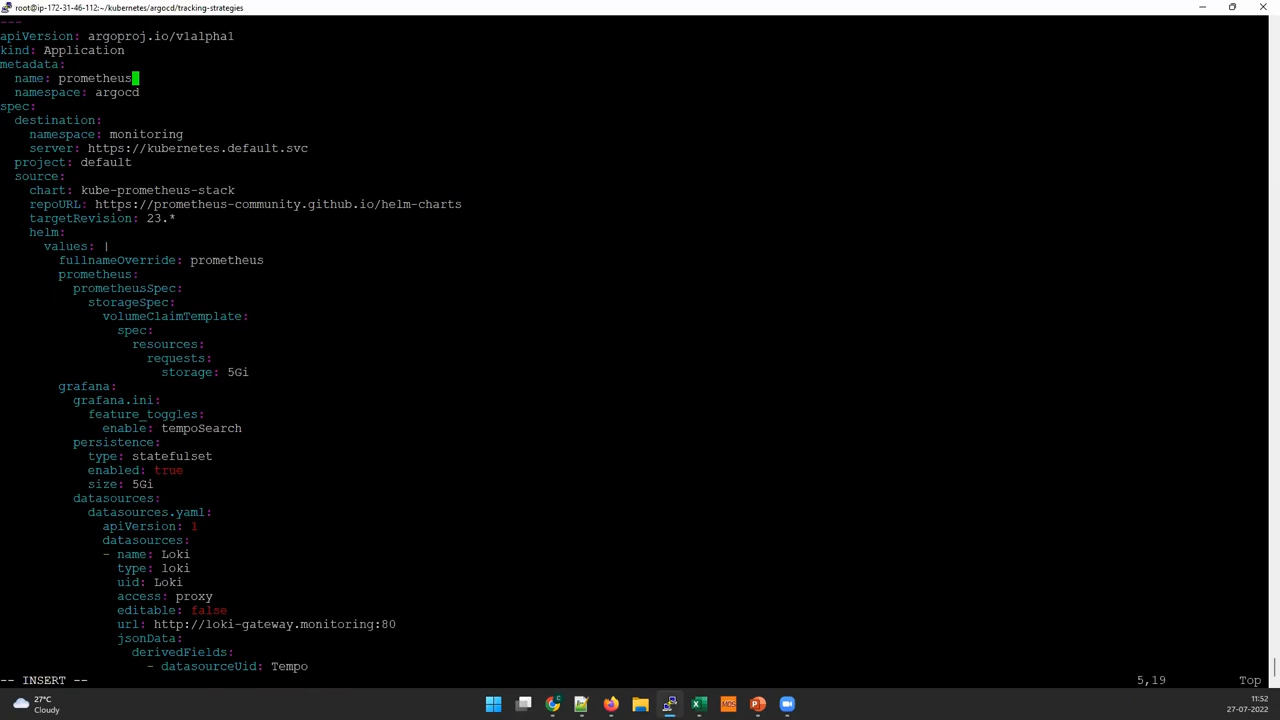 root@ip-172-31-46-112:~/kubernetes/argocd/tracking-strategies
---
apiVersion: argoproj.io/v1alpha1
kind: Application
metadata:
  name: prometheus
  namespace: argocd
spec:
  destination:
    namespace: monitoring
    server: https://kubernetes.default.svc
  project: default
  source:
    chart: kube-prometheus-stack
    repoURL: https://prometheus-community.github.io/helm-charts
    targetRevision: 23.*
    helm:
      values: |
        fullnameOverride: prometheus
        prometheus:
          prometheusSpec:
            storageSpec:
              volumeClaimTemplate:
                spec:
                  resources:
                    requests:
                      storage: 5Gi
        grafana:
          grafana.ini:
            feature_toggles:
              enable: tempoSearch
          persistence:
            type: statefulset
            enabled: true
            size: 5Gi
          datasources:
            datasources.yaml:
              apiVersion: 1
              datasources:
              - name: Loki
                type: loki
                uid: Loki
                access: proxy
                editable: false
                url: http://loki-gateway.monitoring:80
                jsonData:
                  derivedFields:
                    - datasourceUid: Tempo
-- INSERT -- 5,19 Top
27°C
Cloudy
MDS
11:52
27-07-2022